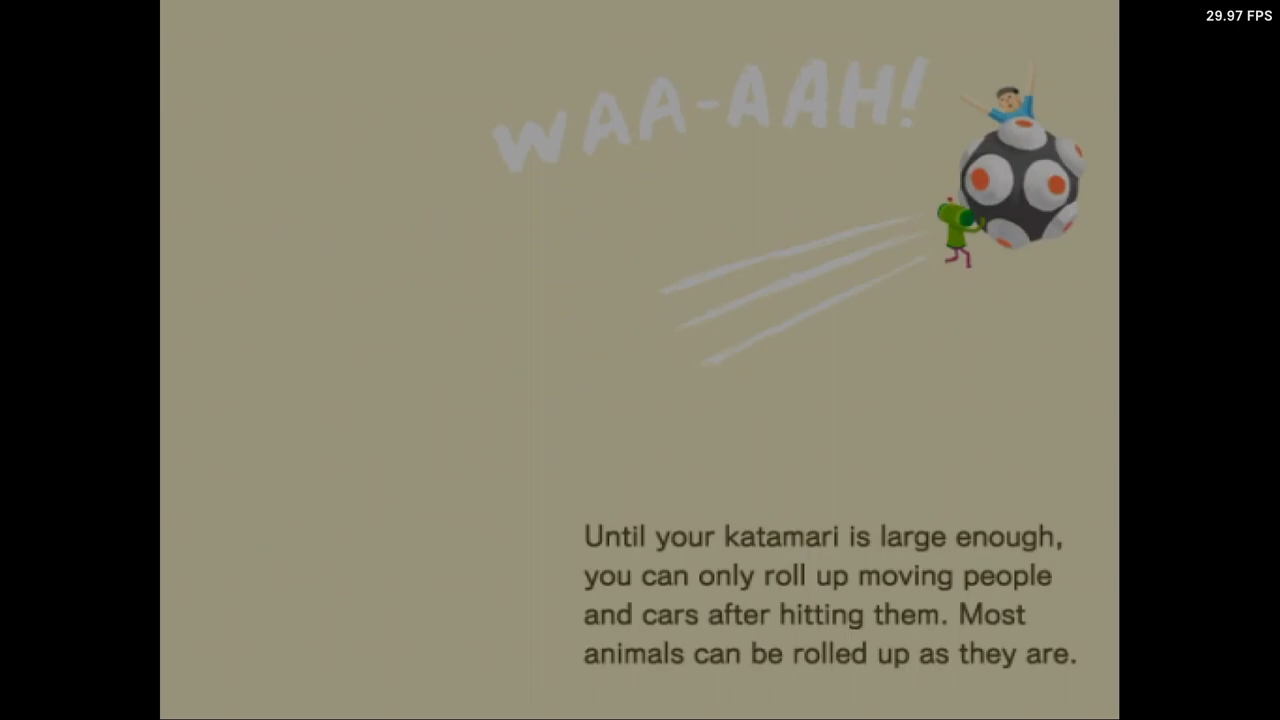 29.97 FPS
WAA-AAH!
Until your katamari is large enough,
you can only roll up moving people
and cars after hitting them. Most
animals can be rolled up as they are.